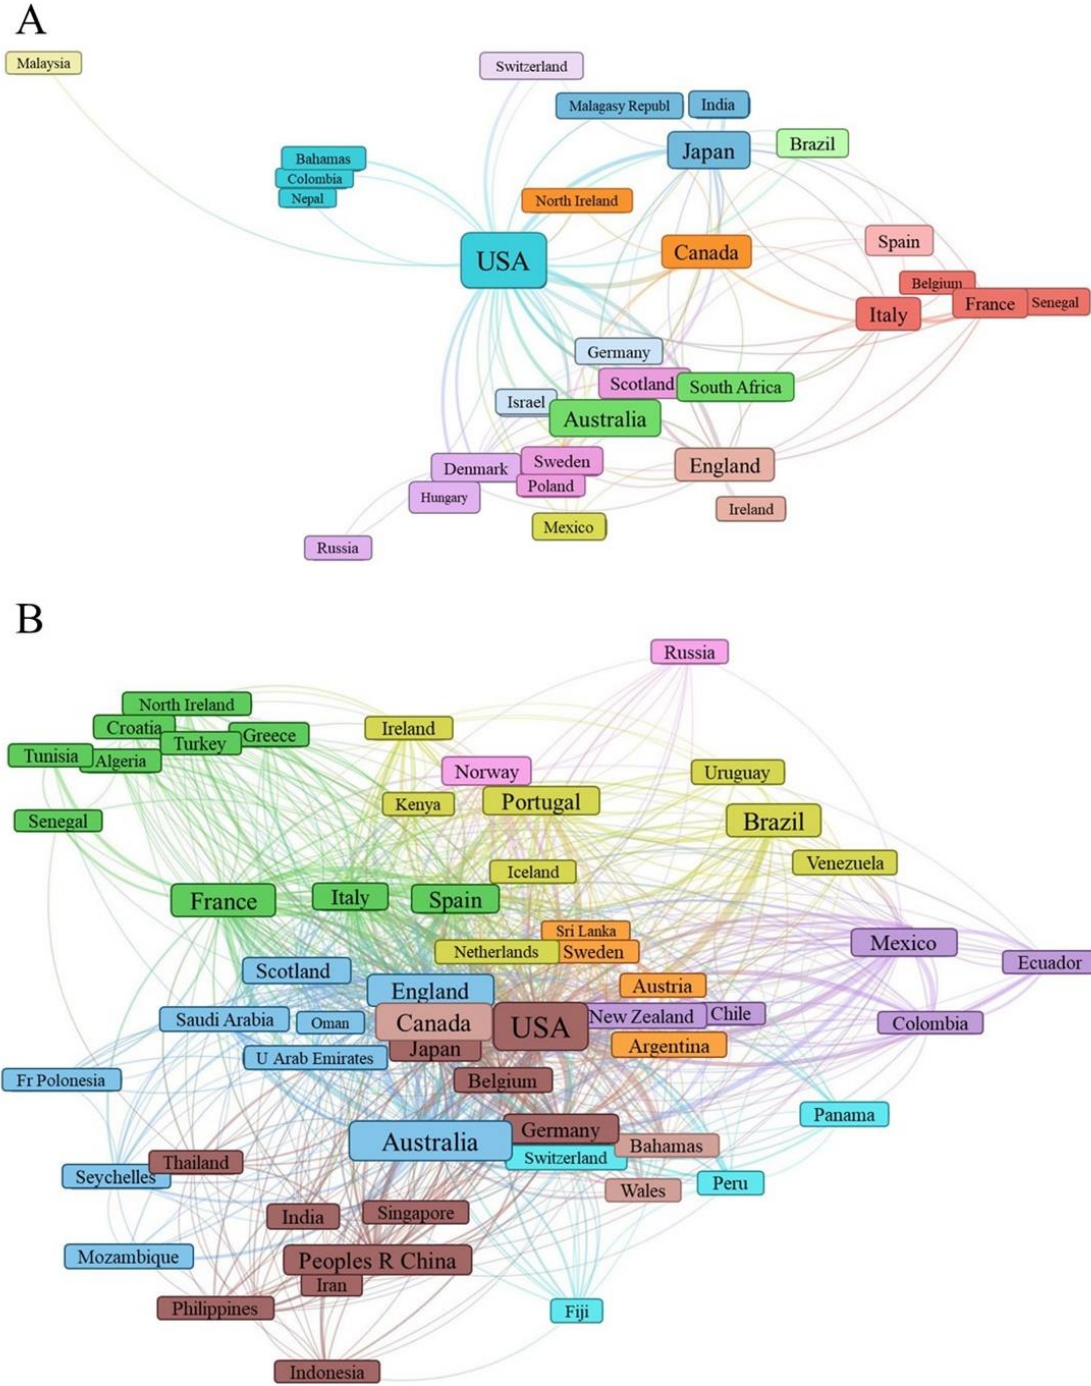 A
Malaysia
Switzerland
Malagasy Republ
India
Japan
Brazil
Bahamas
Colombia
Nepal
North Ireland
USA
Canada
Spain
Belgium
France
Senegal
Italy
Germany
Scotland
South Africa
Israel
Australia
Denmark
Sweden
England
Hungary
Poland
Ireland
Mexico
Russia
B
Russia
North Ireland
Croatia
Turkey
Greece
Tunisia
Algeria
Ireland
Norway
Uruguay
Kenya
Portugal
Senegal
Brazil
Venezuela
Iceland
France
Italy
Spain
Sri Lanka
Netherlands
Sweden
Mexico
Ecuador
Scotland
England
Austria
Saudi Arabia
Oman
Canada
USA
New Zealand
Chile
Colombia
Japan
Argentina
U Arab Emirates
Fr Polonesia
Belgium
Panama
Australia
Germany
Bahamas
Switzerland
Thailand
Seychelles
Wales
Peru
India
Singapore
Mozambique
Peoples R China
Iran
Philippines
Fiji
Indonesia